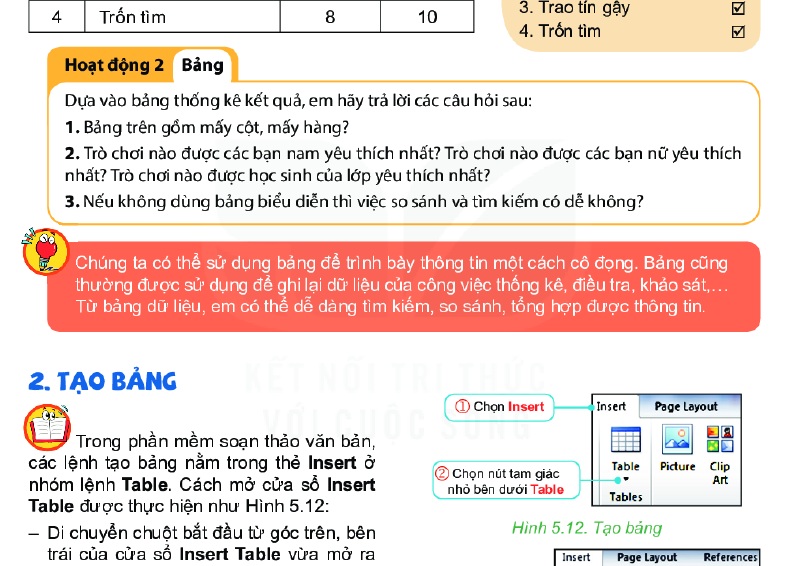 4 Trốn tìm 8 10
3. Trao tín gậy ☑
4. Trốn tìm ☑
Hoạt động 2 Bảng
Dựa vào bảng thống kê kết quả, em hãy trả lời các câu hỏi sau:
1. Bảng trên gồm mấy cột, mấy hàng?
2. Trò chơi nào được các bạn nam yêu thích nhất? Trò chơi nào được các bạn nữ yêu thích
nhất? Trò chơi nào được học sinh của lớp yêu thích nhất?
3. Nếu không dùng bảng biểu diễn thì việc so sánh và tìm kiếm có dễ không?
Chúng ta có thể sử dụng bảng để trình bày thông tin một cách cô đọng. Bảng cũng
thường được sử dụng để ghi lại dữ liệu của công việc thống kê, điều tra, khảo sát,...
Từ bảng dữ liệu, em có thể dễ dàng tìm kiếm, so sánh, tổng hợp được thông tin.
KẾT NỐI TRI THỨC
VỚI CUỘC SỐNG
2. TẠO BẢNG
Trong phần mềm soạn thảo văn bản,
các lệnh tạo bảng nằm trong thẻ Insert ở
nhóm lệnh Table. Cách mở cửa sổ Insert
Table được thực hiện như Hình 5.12:
– Di chuyển chuột bắt đầu từ góc trên, bên
trái của cửa sổ Insert Table vừa mở ra
① Chọn Insert
② Chọn nút tam giác
nhỏ bên dưới Table
Insert Page Layout
Table Picture Clip
Art
Tables
Hình 5.12. Tạo bảng
Insert Page Layout References